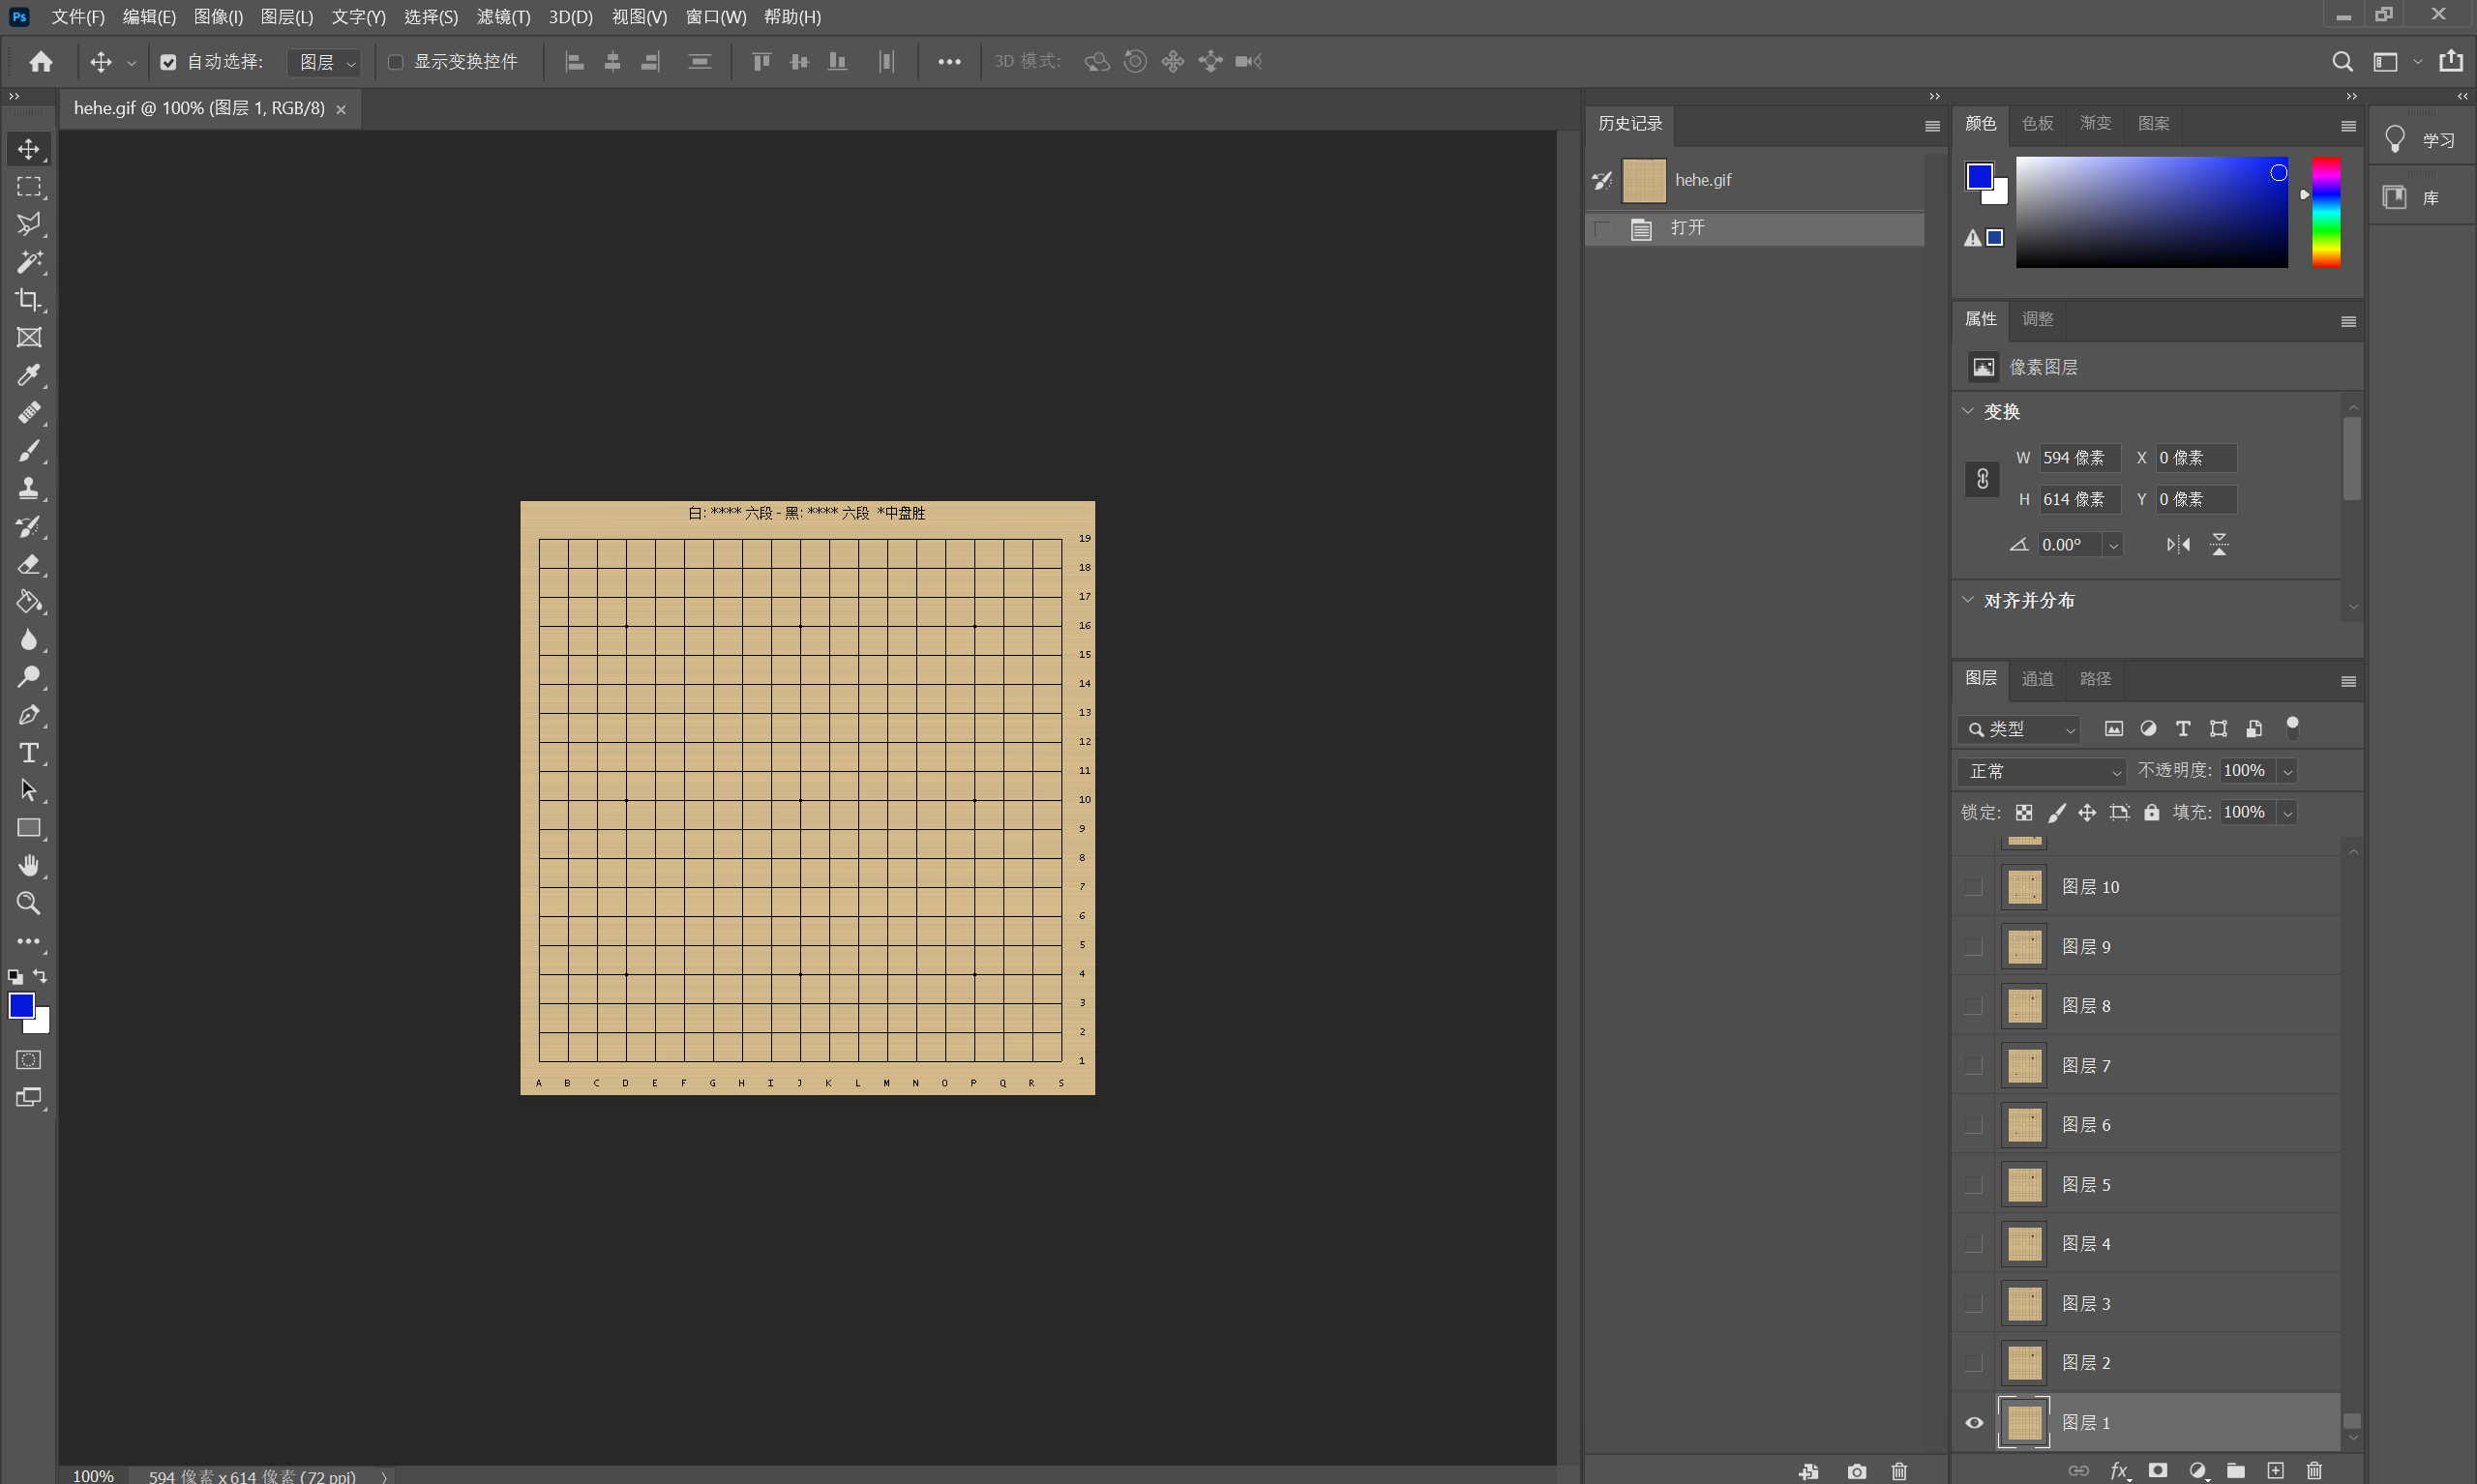 Ps 文件(F) 编辑(E) 图像(I) 图层(L) 文字(Y) 选择(S) 滤镜(T) 3D(D) 视图(V) 窗口(W) 帮助(H)
自动选择: 图层 显示变换控件 3D 模式:
hehe.gif @ 100% (图层 1, RGB/8)
白: **** 六段 - 黑: **** 六段 *中盘胜
19
18
17
16
15
14
13
12
11
10
9
8
7
6
5
4
3
2
1
A B C D E F G H I J K L M N O P Q R S
100% 594 像素 x 614 像素 (72 ppi)
历史记录
hehe.gif
打开
颜色 色板 渐变 图案
属性 调整
像素图层
变换
W 594 像素 X 0 像素
H 614 像素 Y 0 像素
0.00°
对齐并分布
图层 通道 路径
类型
正常 不透明度: 100%
锁定: 填充: 100%
图层 10
图层 9
图层 8
图层 7
图层 6
图层 5
图层 4
图层 3
图层 2
图层 1
fx
学习
库